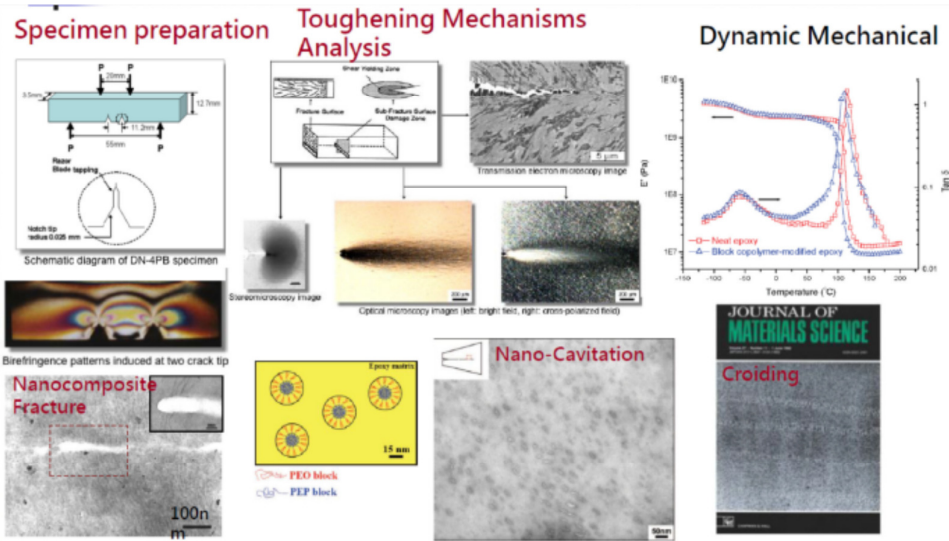 Specimen preparation
Toughening Mechanisms
Analysis
Dynamic Mechanical
P
P
20mm
3.5mm
12.7mm
11.2mm
55mm
P
P
Razor
Blade tapping
Notch tip
radius 0.025 mm
Schematic diagram of DN-4PB specimen
Shear Yielding Zone
Fracture Surface
Sub-Fracture Surface
Damage Zone
5 μm
Transmission electron microscopy image
Stereomicroscopy image
Optical microscopy images (left: bright field, right: cross-polarized field)
1E10
1E9
1E8
1E7
E' (Pa)
1
0.1
0.01
Tan δ
Neat epoxy
Block copolymer-modified epoxy
-150
-100
-50
0
50
100
150
200
Temperature (°C)
Birefringence patterns induced at two crack tip
Nanocomposite
Fracture
100n
m
Epoxy matrix
15 nm
PEO block
PEP block
Nano-Cavitation
50nm
JOURNAL OF
MATERIALS SCIENCE
Croiding